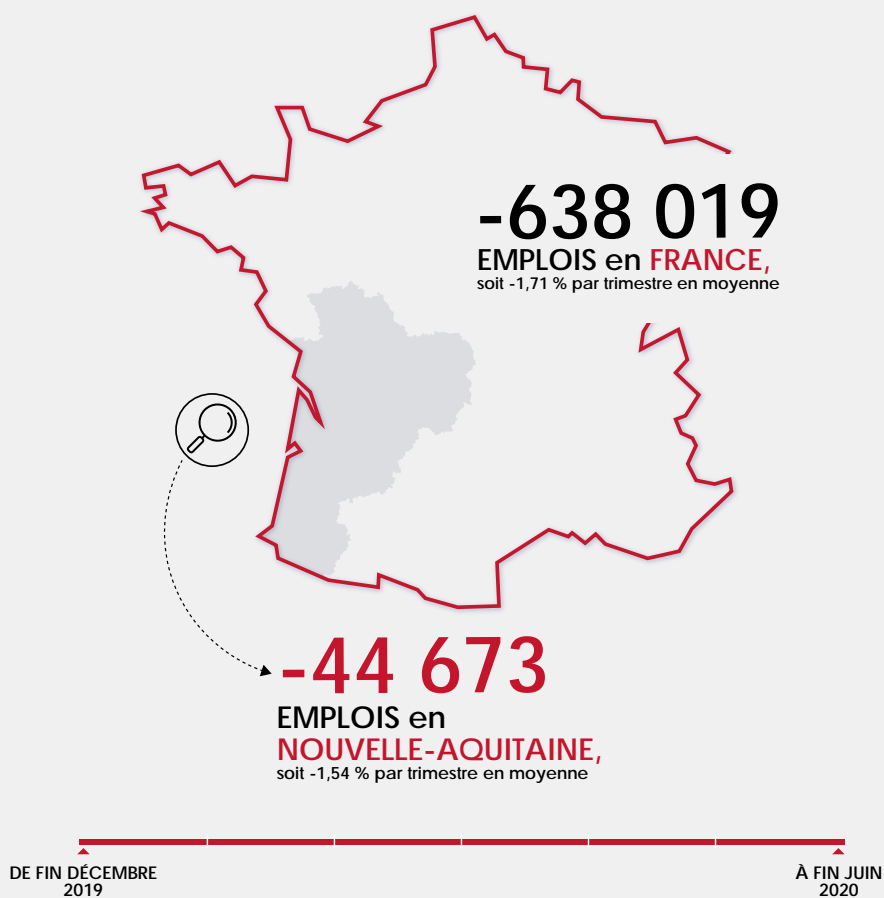 -638 019
EMPLOIS en FRANCE,
soit -1,71 % par trimestre en moyenne
-44 673
EMPLOIS en
NOUVELLE-AQUITAINE,
soit -1,54 % par trimestre en moyenne
DE FIN DÉCEMBRE
2019
À FIN JUIN
2020